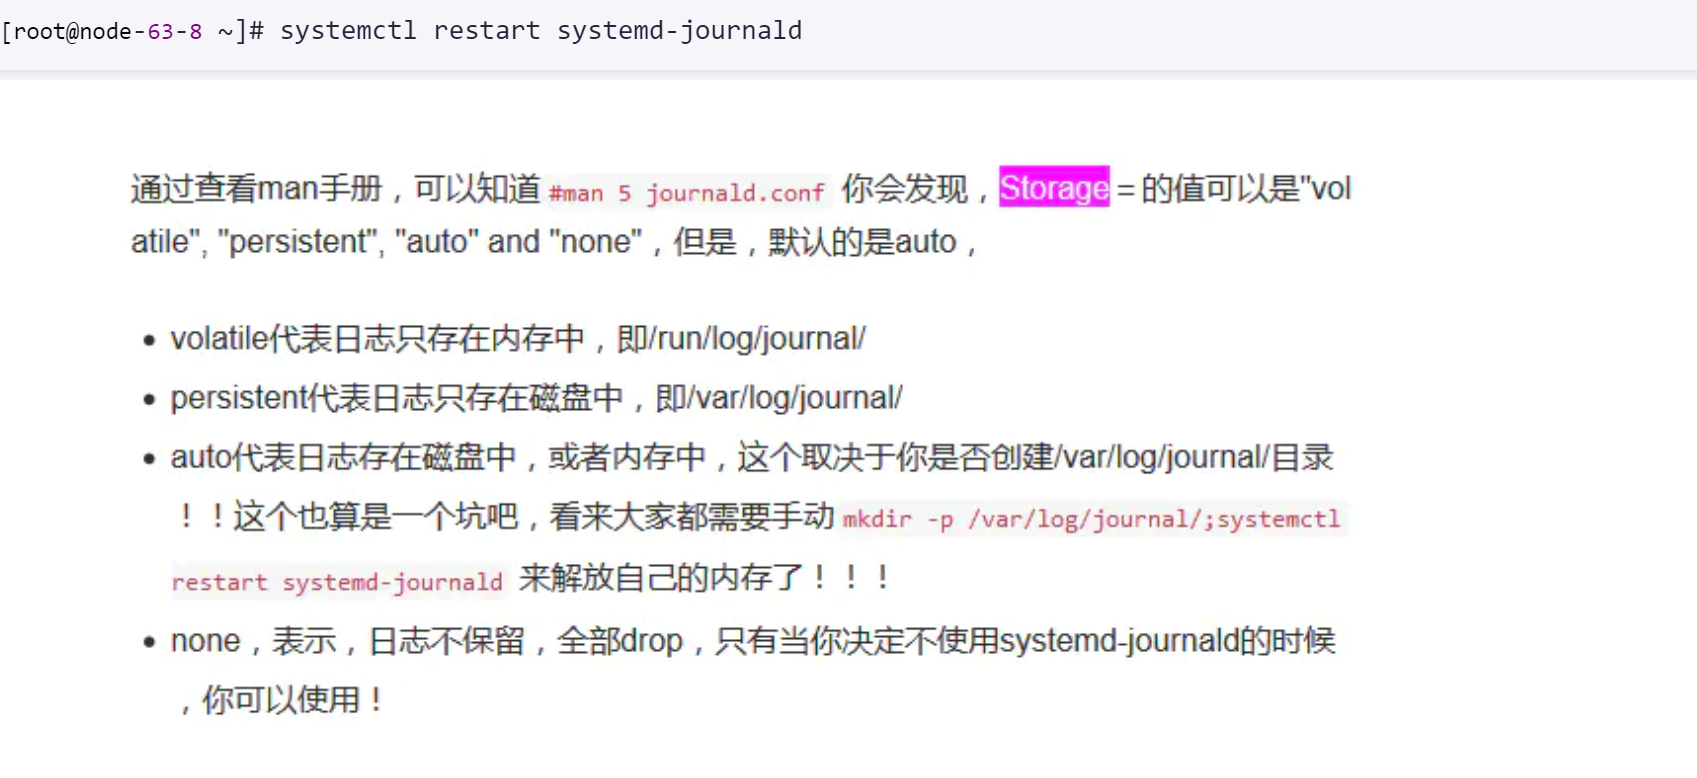 [root@node-63-8 ~]# systemctl restart systemd-journald
通过查看man手册，可以知道 #man 5 journald.conf 你会发现，Storage = 的值可以是"vol
atile", "persistent", "auto" and "none"，但是，默认的是auto，
• volatile代表日志只存在内存中，即/run/log/journal/
• persistent代表日志只存在磁盘中，即/var/log/journal/
• auto代表日志存在磁盘中，或者内存中，这个取决于你是否创建/var/log/journal/目录
！！这个也算是一个坑吧，看来大家都需要手动 mkdir -p /var/log/journal/;systemctl
restart systemd-journald 来解放自己的内存了！！！
• none，表示，日志不保留，全部drop，只有当你决定不使用systemd-journald的时候
，你可以使用！